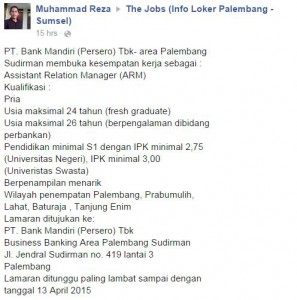 Muhammad Reza ▸ The Jobs (Info Loker Palembang -
Sumsel)
15 hrs ·
PT. Bank Mandiri (Persero) Tbk- area Palembang
Sudirman membuka kesempatan kerja sebagai :
Assistant Relation Manager (ARM)
Kualifikasi :
Pria
Usia maksimal 24 tahun (fresh graduate)
Usia maksimal 26 tahun (berpengalaman dibidang
perbankan)
Pendidikan minimal S1 dengan IPK minimal 2,75
(Universitas Negeri), IPK minimal 3,00
(Univeristas Swasta)
Berpenampilan menarik
Wilayah penempatan Palembang, Prabumulih,
Lahat, Baturaja , Tanjung Enim
Lamaran ditujukan ke:
PT. Bank Mandiri (Persero) Tbk
Business Banking Area Palembang Sudirman
Jl. Jendral Sudirman no. 419 lantai 3
Palembang
Lamaran ditunggu paling lambat sampai dengan
tanggal 13 April 2015